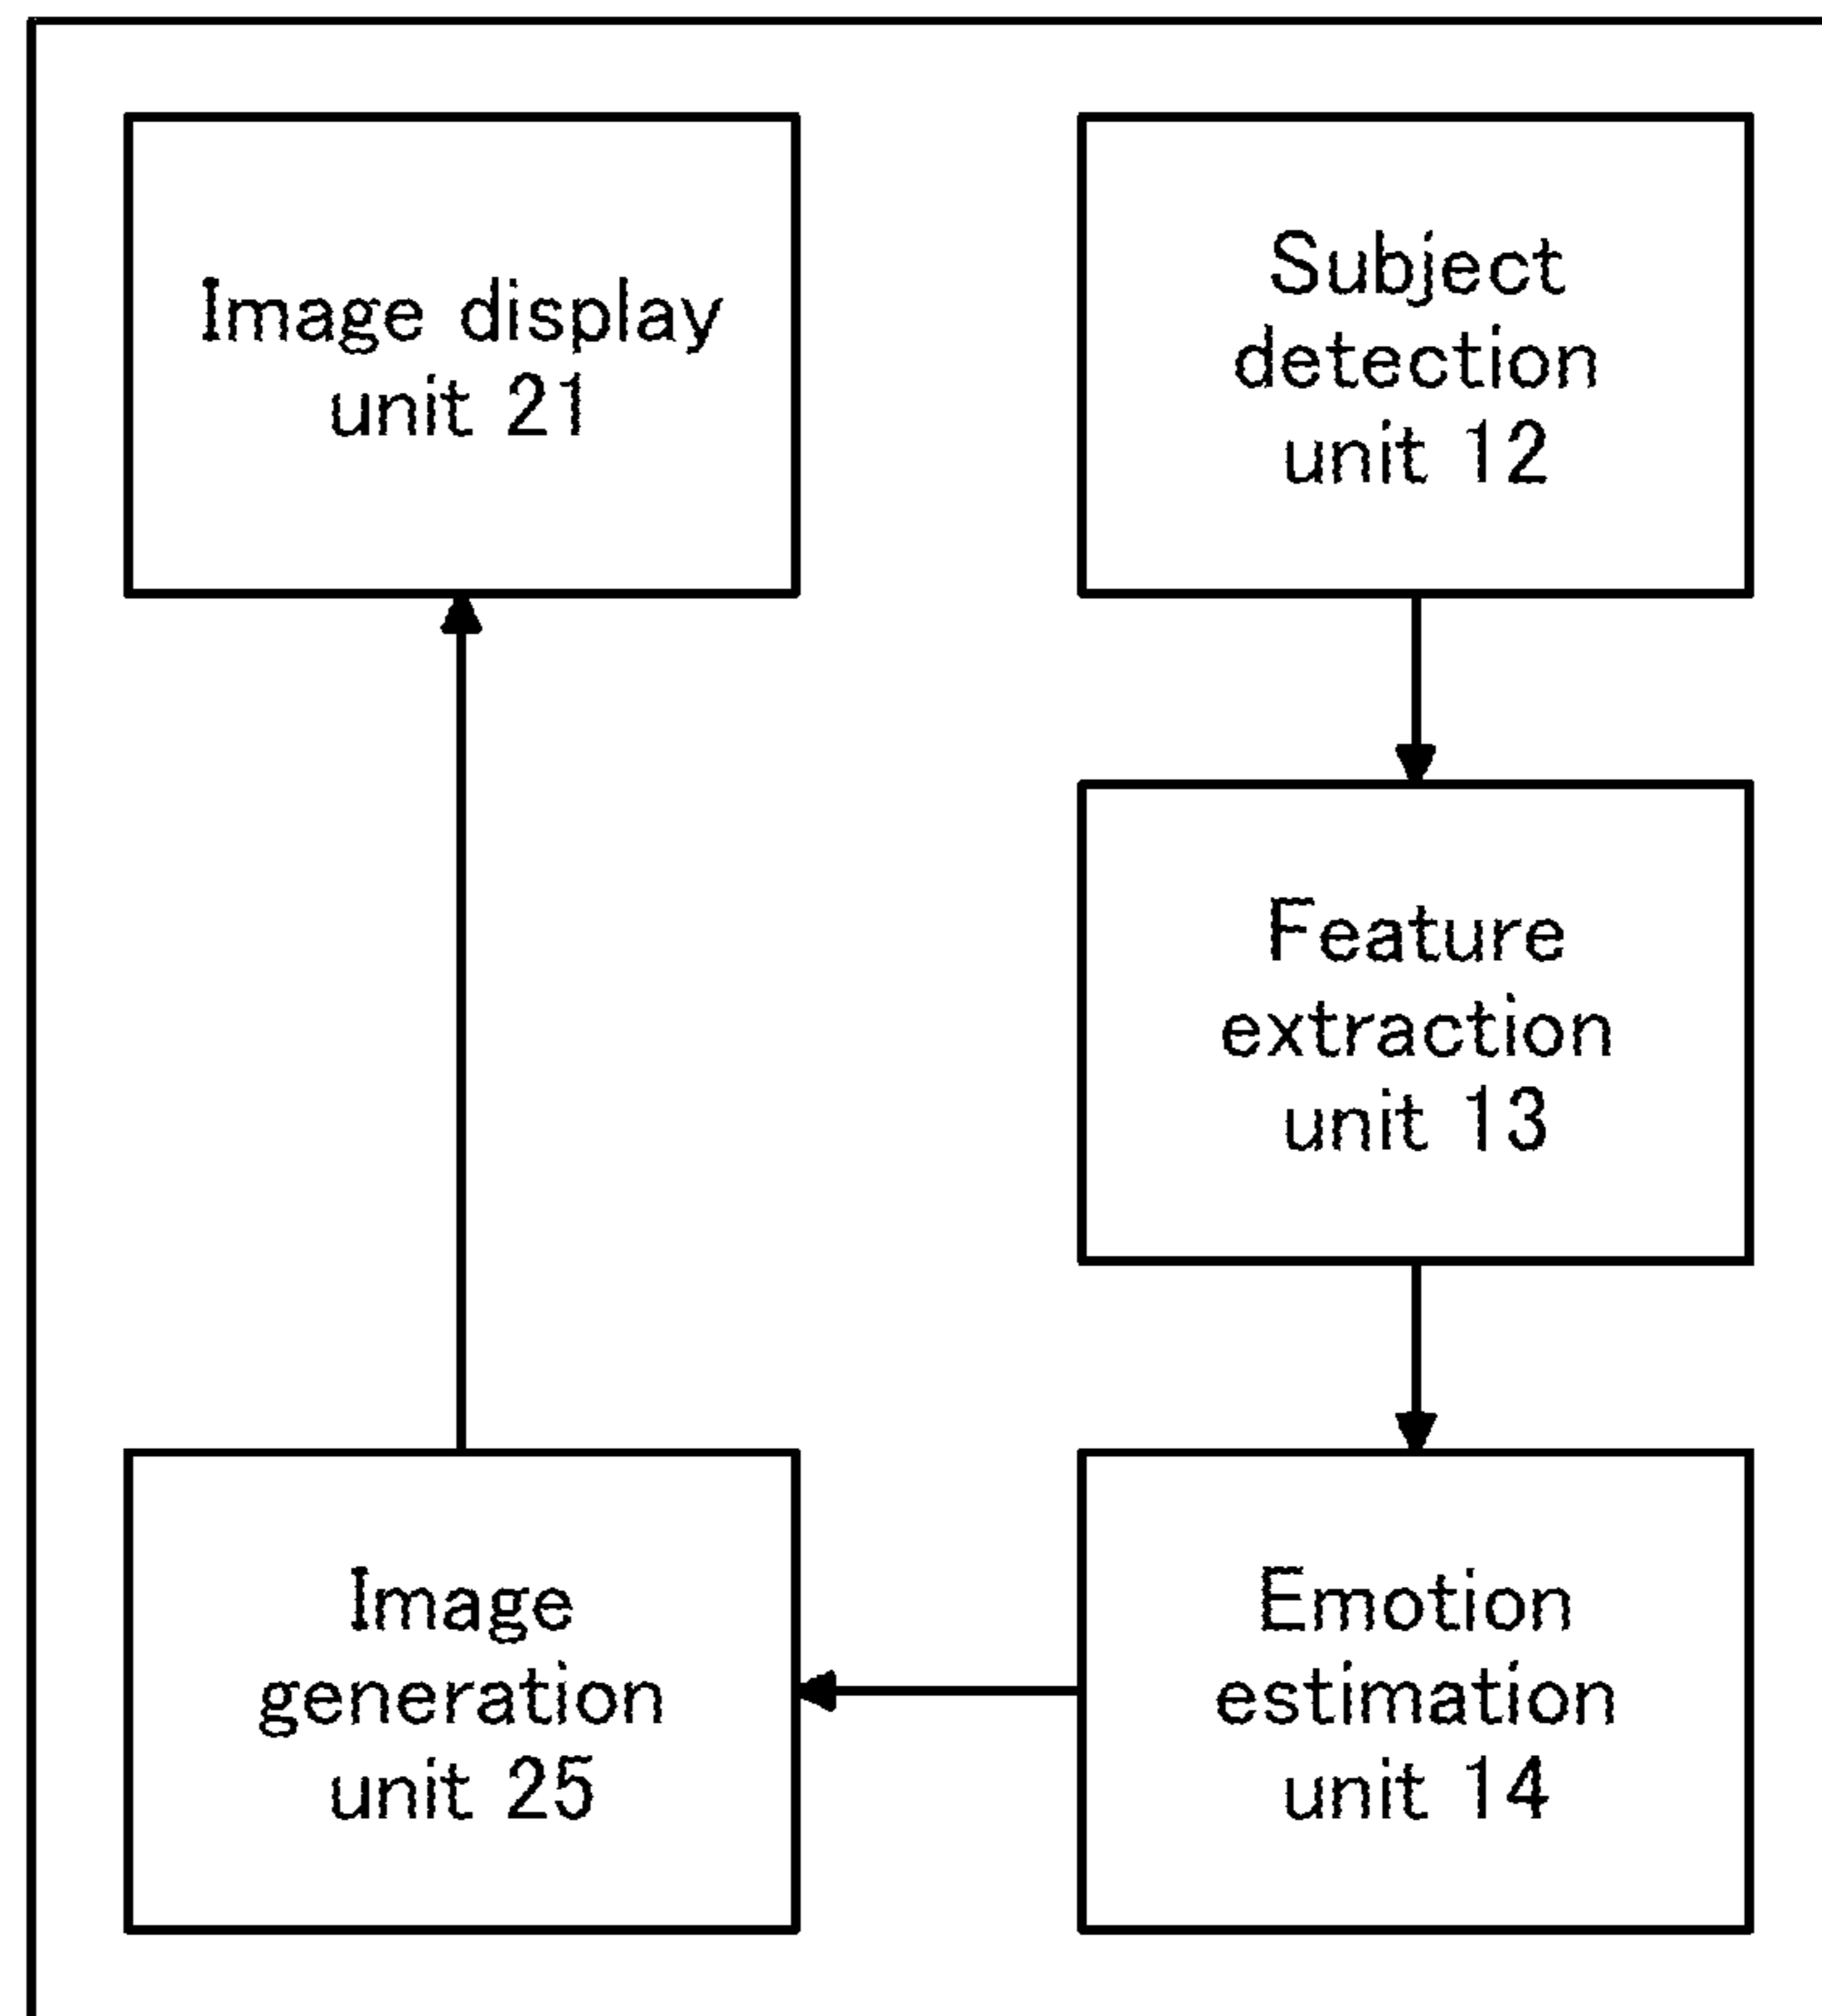 Image display
unit 21
Subject
detection
unit 12
Feature
extraction
unit 13
Image
generation
unit 25
Emotion
estimation
unit 14